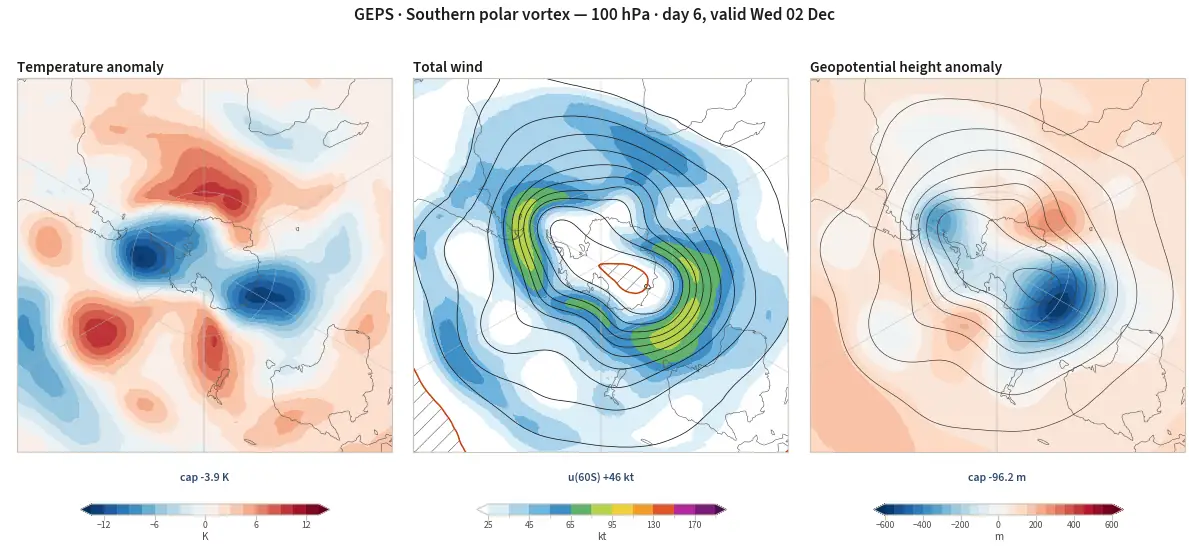 GEPS · Southern polar vortex — 100 hPa · day 6, valid Wed 02 Dec
Temperature anomaly
Total wind
Geopotential height anomaly
cap -3.9 K
u(60S) +46 kt
cap -96.2 m
−12 −6 0 6 12
K
25 45 65 95 130 170
kt
−600 −400 −200 0 200 400 600
m